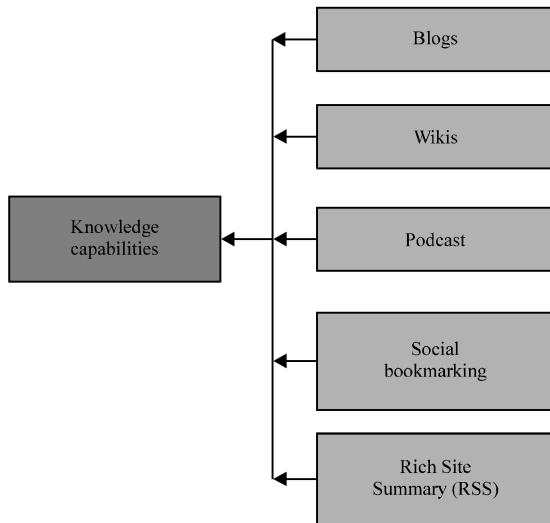 Blogs
Wikis
Knowledge
capabilities
Podcast
Social
bookmarking
Rich Site
Summary (RSS)